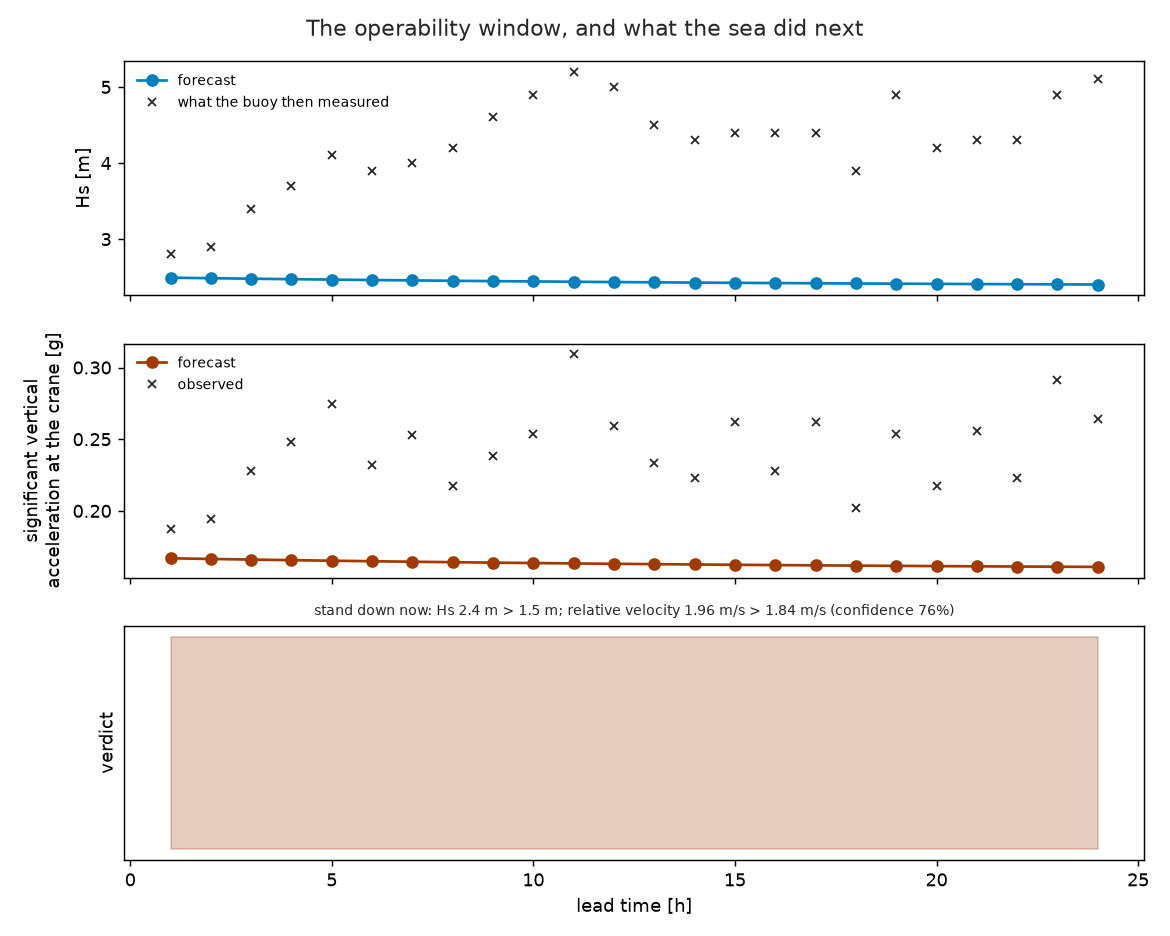 The operability window, and what the sea did next
forecast
what the buoy then measured
Hs [m]
5
4
3
forecast
observed
significant vertical
acceleration at the crane [g]
0.30
0.25
0.20
stand down now: Hs 2.4 m > 1.5 m; relative velocity 1.96 m/s > 1.84 m/s (confidence 76%)
verdict
0 5 10 15 20 25
lead time [h]